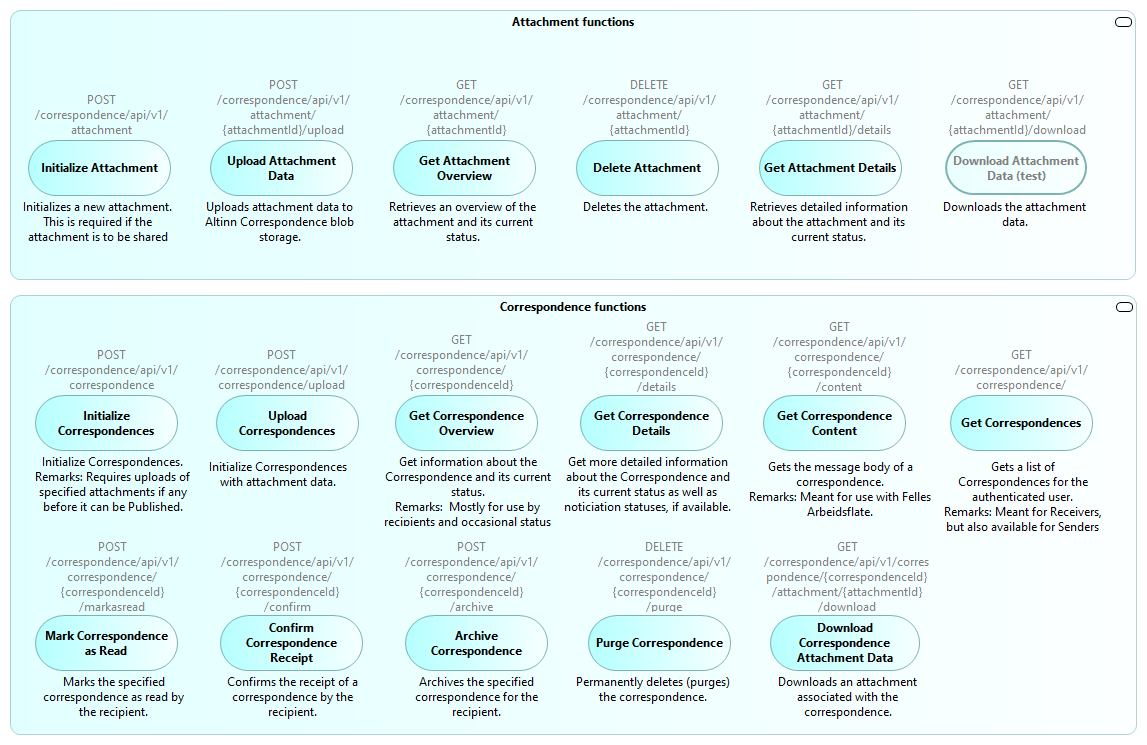 Attachment functions
POST
/correspondence/api/v1/
attachment
Initialize Attachment
Initializes a new attachment.
This is required if the
attachment is to be shared
POST
/correspondence/api/v1/
attachment/
{attachmentId}/upload
Upload Attachment
Data
Uploads attachment data to
Altinn Correspondence blob
storage.
GET
/correspondence/api/v1/
attachment/
{attachmentId}
Get Attachment
Overview
Retrieves an overview of the
attachment and its current
status.
DELETE
/correspondence/api/v1/
attachment/
{attachmentId}
Delete Attachment
Deletes the attachment.
GET
/correspondence/api/v1/
attachment/
{attachmentId}/details
Get Attachment Details
Retrieves detailed information
about the attachment and its
current status.
GET
/correspondence/api/v1/
attachment/
{attachmentId}/download
Download Attachment
Data (test)
Downloads the attachment
data.
Correspondence functions
POST
/correspondence/api/v1/
correspondence
Initialize
Correspondences
Initialize Correspondences.
Remarks: Requires uploads of
specified attachments if any
before it can be Published.
POST
/correspondence/api/v1/
correspondence/upload
Upload
Correspondences
Initialize Correspondences
with attachment data.
GET
/correspondence/api/v1/
correspondence/
{correspondenceId}
Get Correspondence
Overview
Get information about the
Correspondence and its current
status.
Remarks:  Mostly for use by
recipients and occasional status
GET
/correspondence/api/v1/
correspondence/
{correspondenceId}
/details
Get Correspondence
Details
Get more detailed information
about the Correspondence and
its current status as well as
noticiation statuses, if available.
GET
/correspondence/api/v1/
correspondence/
{correspondenceId}
/content
Get Correspondence
Content
Gets the message body of a
correspondence.
Remarks: Meant for use with Felles
Arbeidsflate.
GET
/correspondence/api/v1/
correspondence/
Get Correspondences
Gets a list of
Correspondences for the
authenticated user.
Remarks: Meant for Receivers,
but also available for Senders
POST
/correspondence/api/v1/
correspondence/
{correspondenceId}
/markasread
Mark Correspondence
as Read
Marks the specified
correspondence as read by
the recipient.
POST
/correspondence/api/v1/
correspondence/
{correspondenceId}
/confirm
Confirm
Correspondence
Receipt
Confirms the receipt of a
correspondence by the
recipient.
POST
/correspondence/api/v1/
correspondence/
{correspondenceId}
/archive
Archive
Correspondence
Archives the specified
correspondence for the
recipient.
DELETE
/correspondence/api/v1/
correspondence/
{correspondenceId}
/purge
Purge Correspondence
Permanently deletes (purges)
the correspondence.
GET
/correspondence/api/v1/corres
pondence/{correspondenceId}
/attachment/{attachmentId}
/download
Download
Correspondence
Attachment Data
Downloads an attachment
associated with the
correspondence.